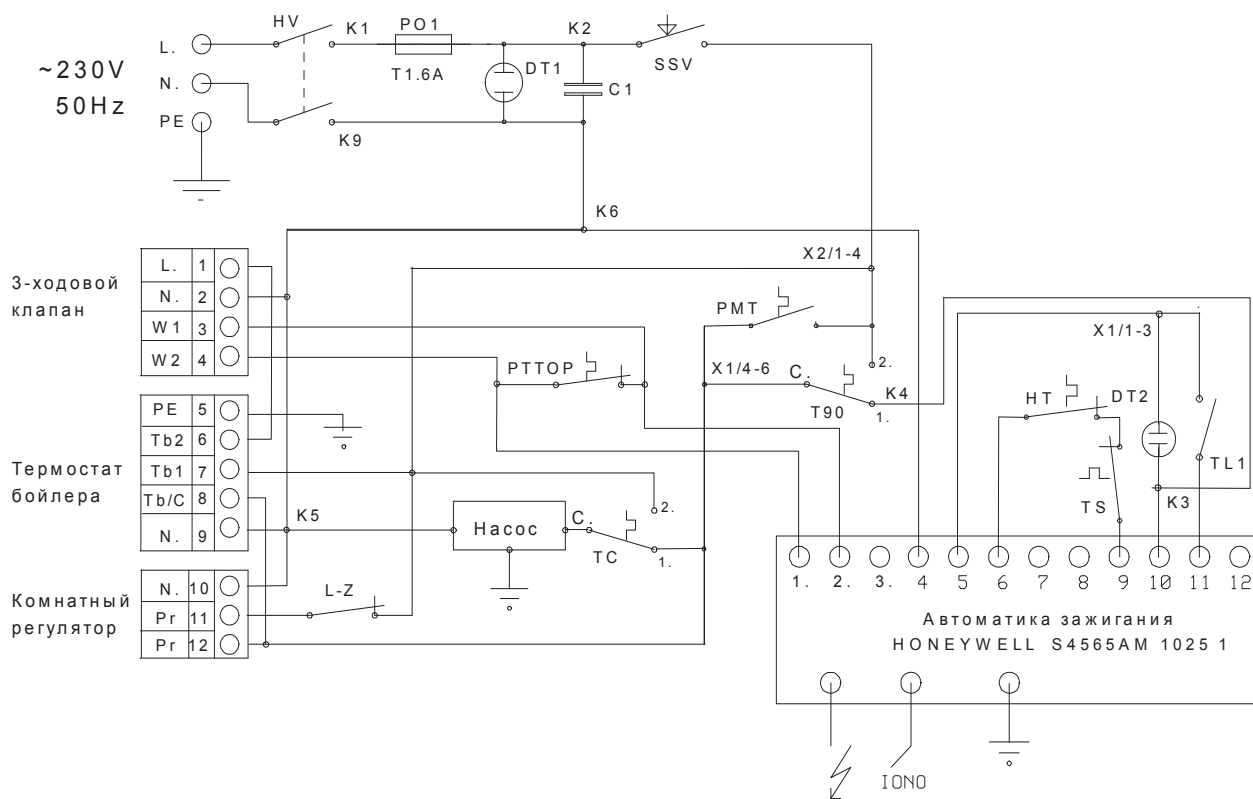 HV
K1
PO1
K2
L.
SSV
DT1
~230V
N.
T1.6A
C1
50Hz
PE
K9
K6
X2/1-4
L. 1
3-ходовой
клапан
N. 2
W1 3
W2 4
PMT
X1/1-3
PTTOP
X1/4-6
C.
2.
K4
T90
1.
HT
DT2
TL1
PE 5
Tb2 6
Термостат
бойлера
Tb1 7
Tb/C 8
N. 9
K5
Насос
C.
2.
TC
1.
TS
K3
Комнатный
регулятор
N. 10
Pr 11
Pr 12
L-Z
1. 2. 3. 4 5 6 7 8 9 10 11 12
Автоматика зажигания
HONEYWELL S4565AM 1025 1
IONO